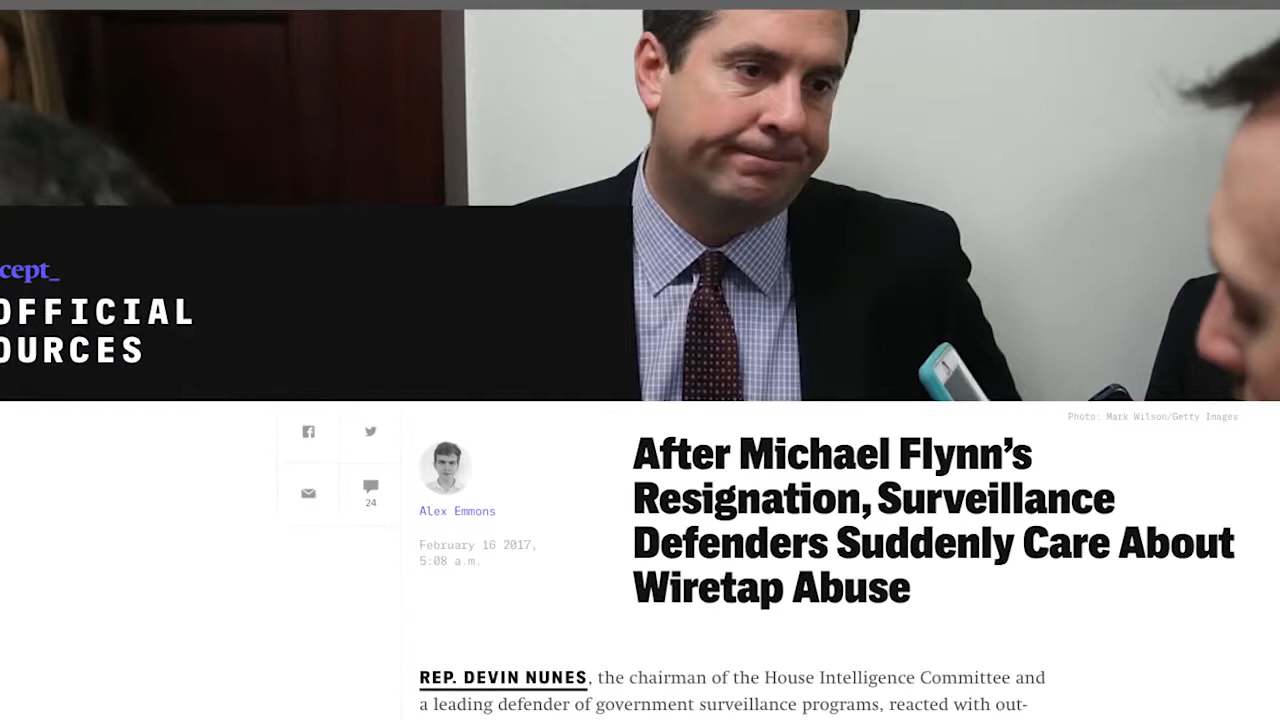 cept_
OFFICIAL
OURCES
Photo: Mark Wilson/Getty Images
After Michael Flynn's
Resignation, Surveillance
Defenders Suddenly Care About
Wiretap Abuse
24
Alex Emmons
February 16 2017,
5:08 a.m.
REP. DEVIN NUNES, the chairman of the House Intelligence Committee and
a leading defender of government surveillance programs, reacted with out-